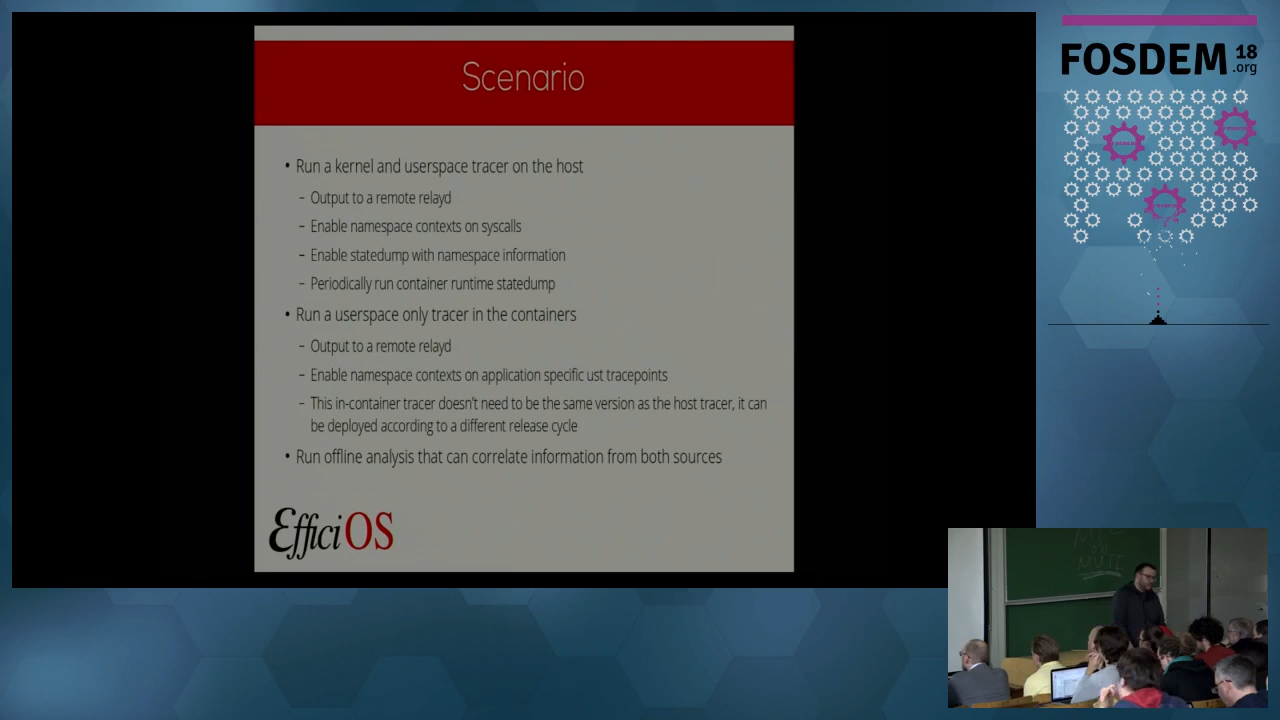 Scenario
• Run a kernel and userspace tracer on the host
– Output to a remote relayd
– Enable namespace contexts on syscalls
– Enable statedump with namespace information
– Periodically run container runtime statedump
• Run a userspace only tracer in the containers
– Output to a remote relayd
– Enable namespace contexts on application specific ust tracepoints
– This in-container tracer doesn't need to be the same version as the host tracer, it can
be deployed according to a different release cycle
• Run offline analysis that can correlate information from both sources
EfficiOS
FOSDEM 18
.org
MUTE